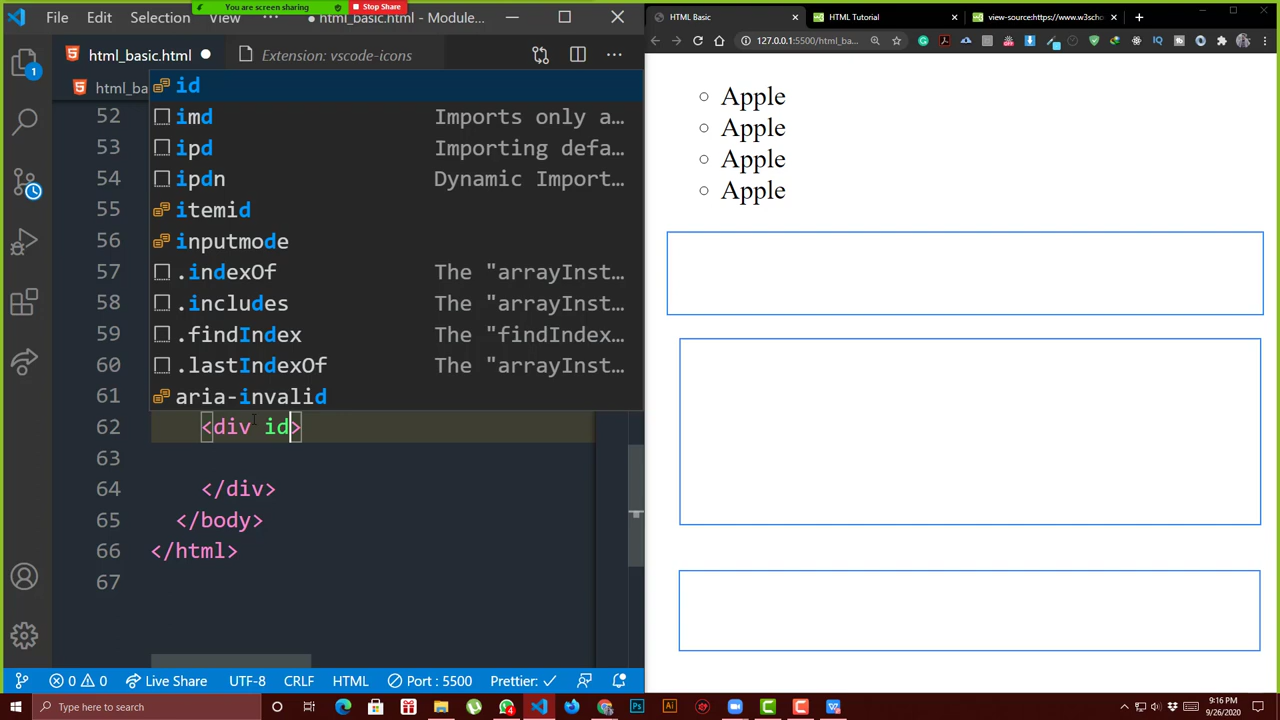 You are screen sharing
Stop Share
File Edit Selection View ● html_basic.html - Module...
html_basic.html ●
Extension: vscode-icons
html_ba
id
imd Imports only a…
ipd Importing defa…
ipdn Dynamic Import…
itemid
inputmode
.indexOf The "arrayInst…
.includes The "arrayInst…
.findIndex The "findIndex…
.lastIndexOf The "arrayInst…
aria-invalid
52
53
54
55
56
57
58
59
60
61
62 <div id>
63
64 </div>
65 </body>
66 </html>
67
1
0 0 Live Share UTF-8 CRLF HTML Port : 5500 Prettier: ✓
HTML Basic
HTML Tutorial
view-source:https://www.w3scho
127.0.0.1:5500/html_ba...
Apple
Apple
Apple
Apple
Type here to search
9:16 PM
9/26/2020